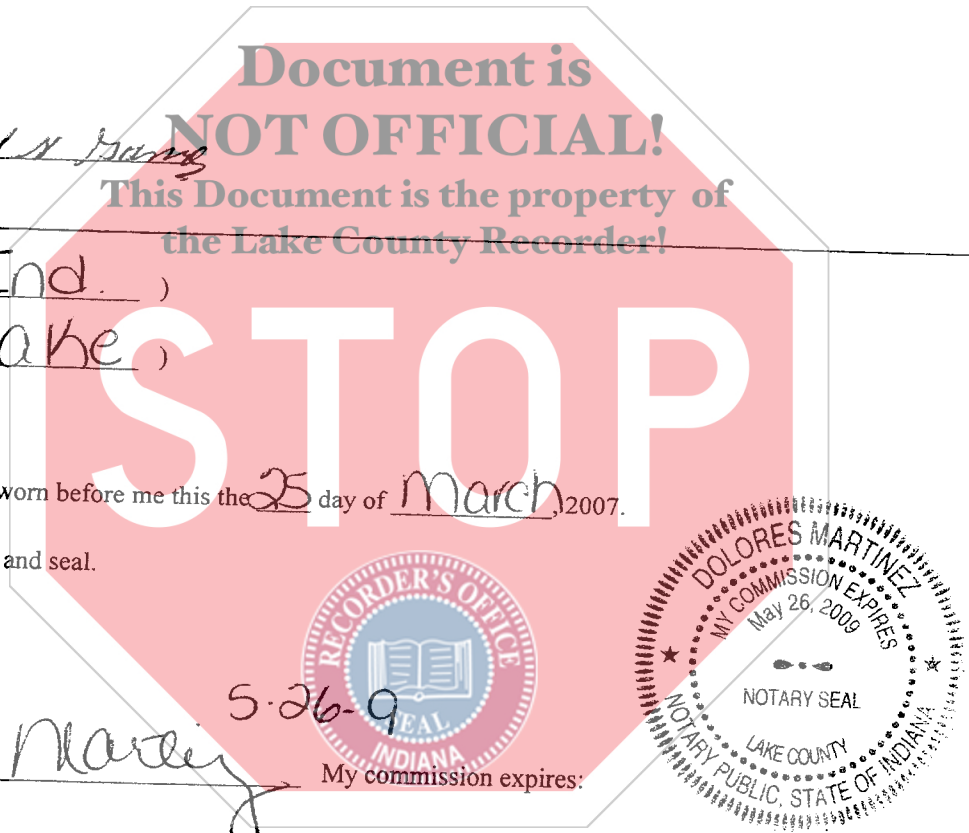 Document is
NOT OFFICIAL!
This Document is the property of
the Lake County Recorder!
nd. )
ake )
STOP
worn before me this the 25 day of March, 2007.
and seal.
RECORDER'S OFFICE
SEAL
INDIANA
5-26-9
My commission expires:
DOLORES MARTINEZ
MY COMMISSION EXPIRES
May 26, 2009
NOTARY SEAL
LAKE COUNTY
NOTARY PUBLIC, STATE OF INDIANA